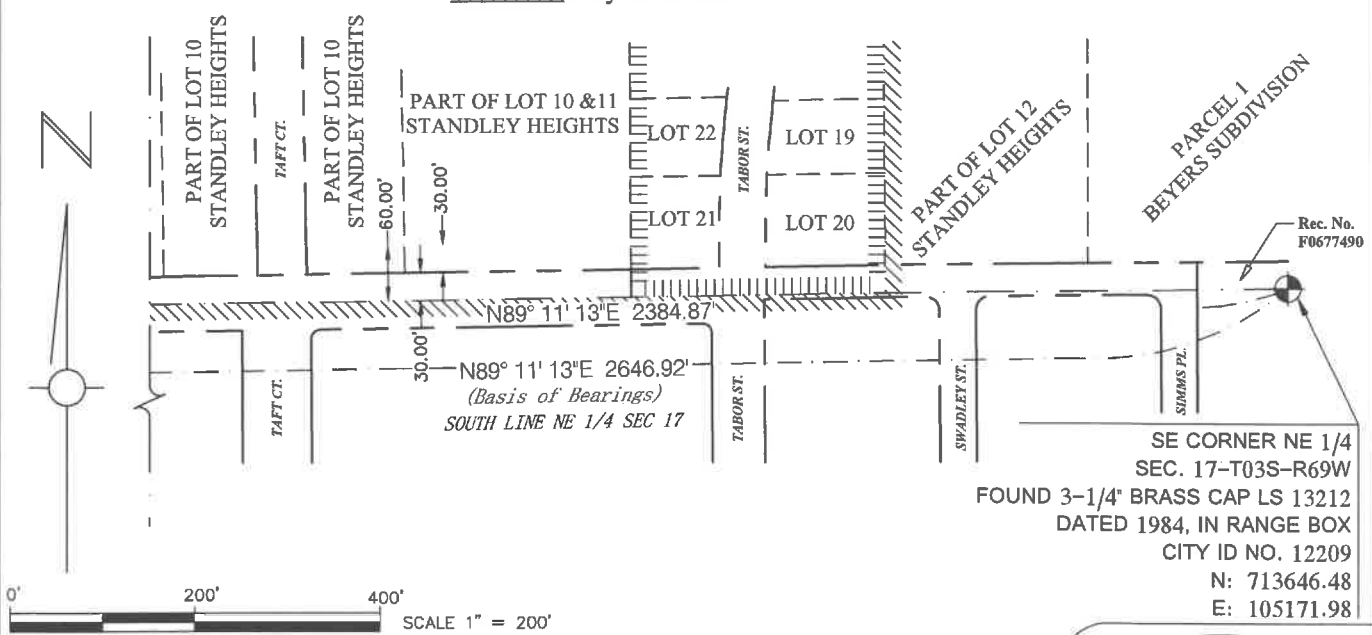 PART OF LOT 10
STANDLEY HEIGHTS
TAFT CT.
PART OF LOT 10
STANDLEY HEIGHTS
PART OF LOT 10 &11
STANDLEY HEIGHTS
LOT 22
LOT 21
TABOR ST.
LOT 19
LOT 20
PART OF LOT 12
STANDLEY HEIGHTS
PARCEL 1
BEYERS SUBDIVISION
Rec. No.
F0677490
N
60.00'
30.00'
30.00'
N89° 11' 13"E 2384.87'
N89° 11' 13"E 2646.92'
(Basis of Bearings)
SOUTH LINE NE 1/4 SEC 17
TAFT CT.
TABOR ST.
SWADLEY ST.
SIMMS PL.
SE CORNER NE 1/4
SEC. 17-T03S-R69W
FOUND 3-1/4" BRASS CAP LS 13212
DATED 1984, IN RANGE BOX
CITY ID NO. 12209
N: 713646.48
E: 105171.98
0' 200' 400'
SCALE 1" = 200'